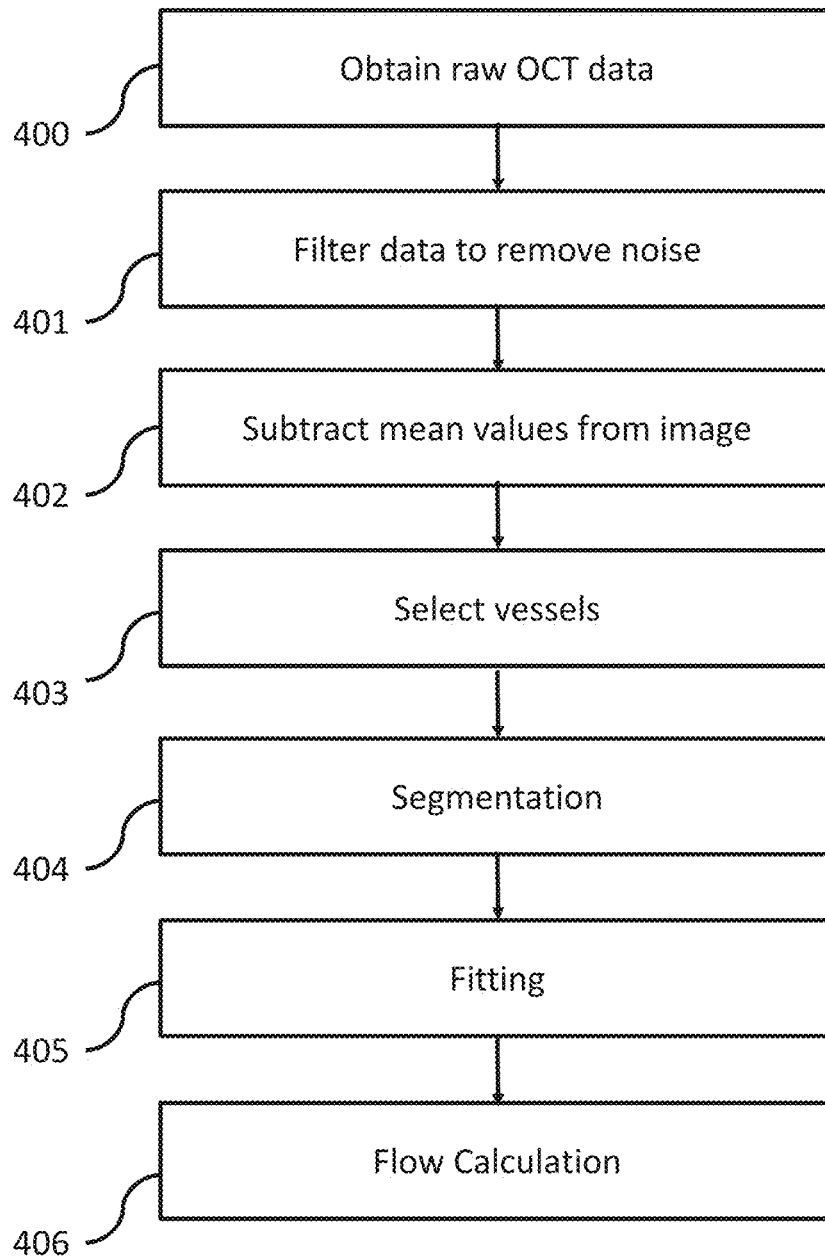 Obtain raw OCT data
400
Filter data to remove noise
401
Subtract mean values from image
402
Select vessels
403
Segmentation
404
Fitting
405
Flow Calculation
406